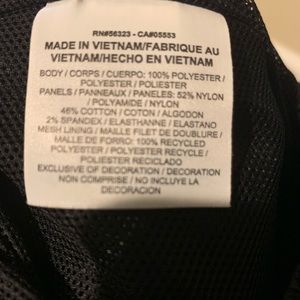 RN#56323 - CA#05553
MADE IN VIETNAM/FABRIQUE AU
VIETNAM/HECHO EN VIETNAM
BODY / CORPS / CUERPO: 100% POLYESTER
/ POLYESTER / POLIESTER
PANELS / PANNEAUX / PANELES: 52% NYLON
/ POLYAMIDE / NYLON
46% COTTON / COTON / ALGODON
2% SPANDEX / ELASTHANNE / ELASTANO
MESH LINING / MAILLE FILET DE DOUBLURE /
MALLE DE FORRO: 100% RECYCLED
POLYESTER / POLYESTER RECYCLE /
POLIESTER RECICLADO
EXCLUSIVE OF DECORATION / DECORATION
NON COMPRISE / NO INCLUYE LA
DECORACION